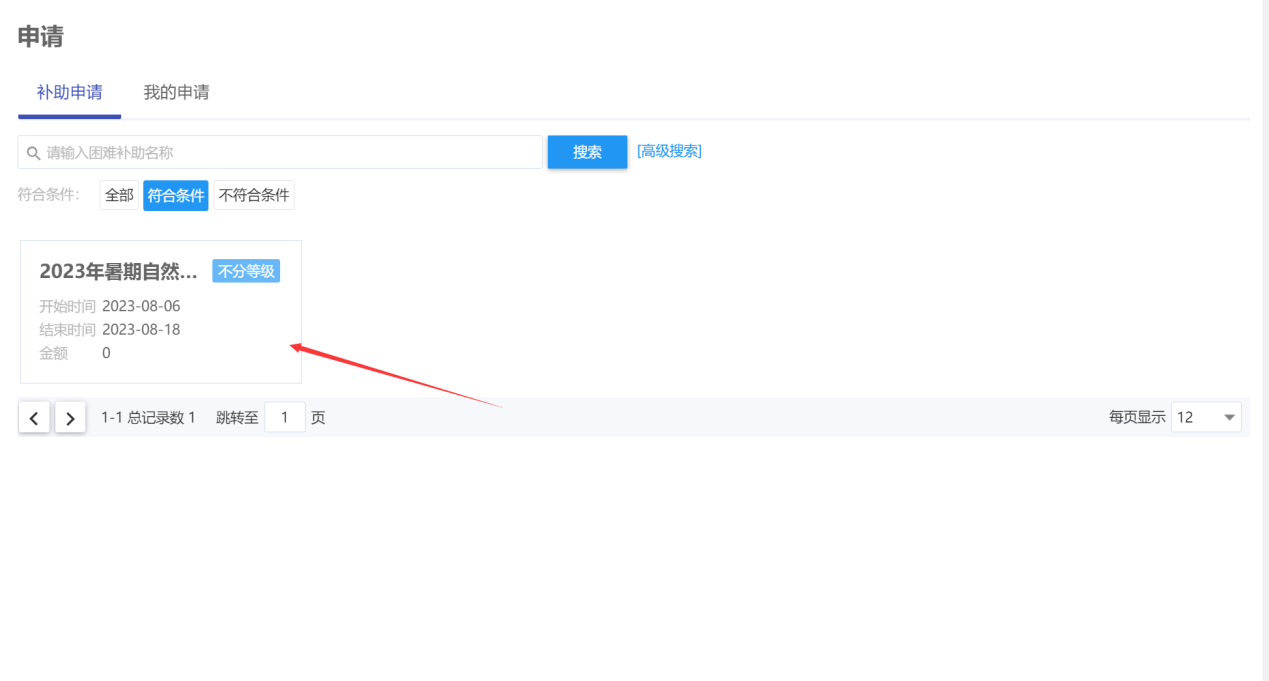 申请
补助申请 我的申请
请输入困难补助名称 搜索 [高级搜索]
符合条件: 全部 符合条件 不符合条件
2023年暑期自然... 不分等级
开始时间 2023-08-06
结束时间 2023-08-18
金额 0
1-1 总记录数 1 跳转至 1 页 每页显示 12